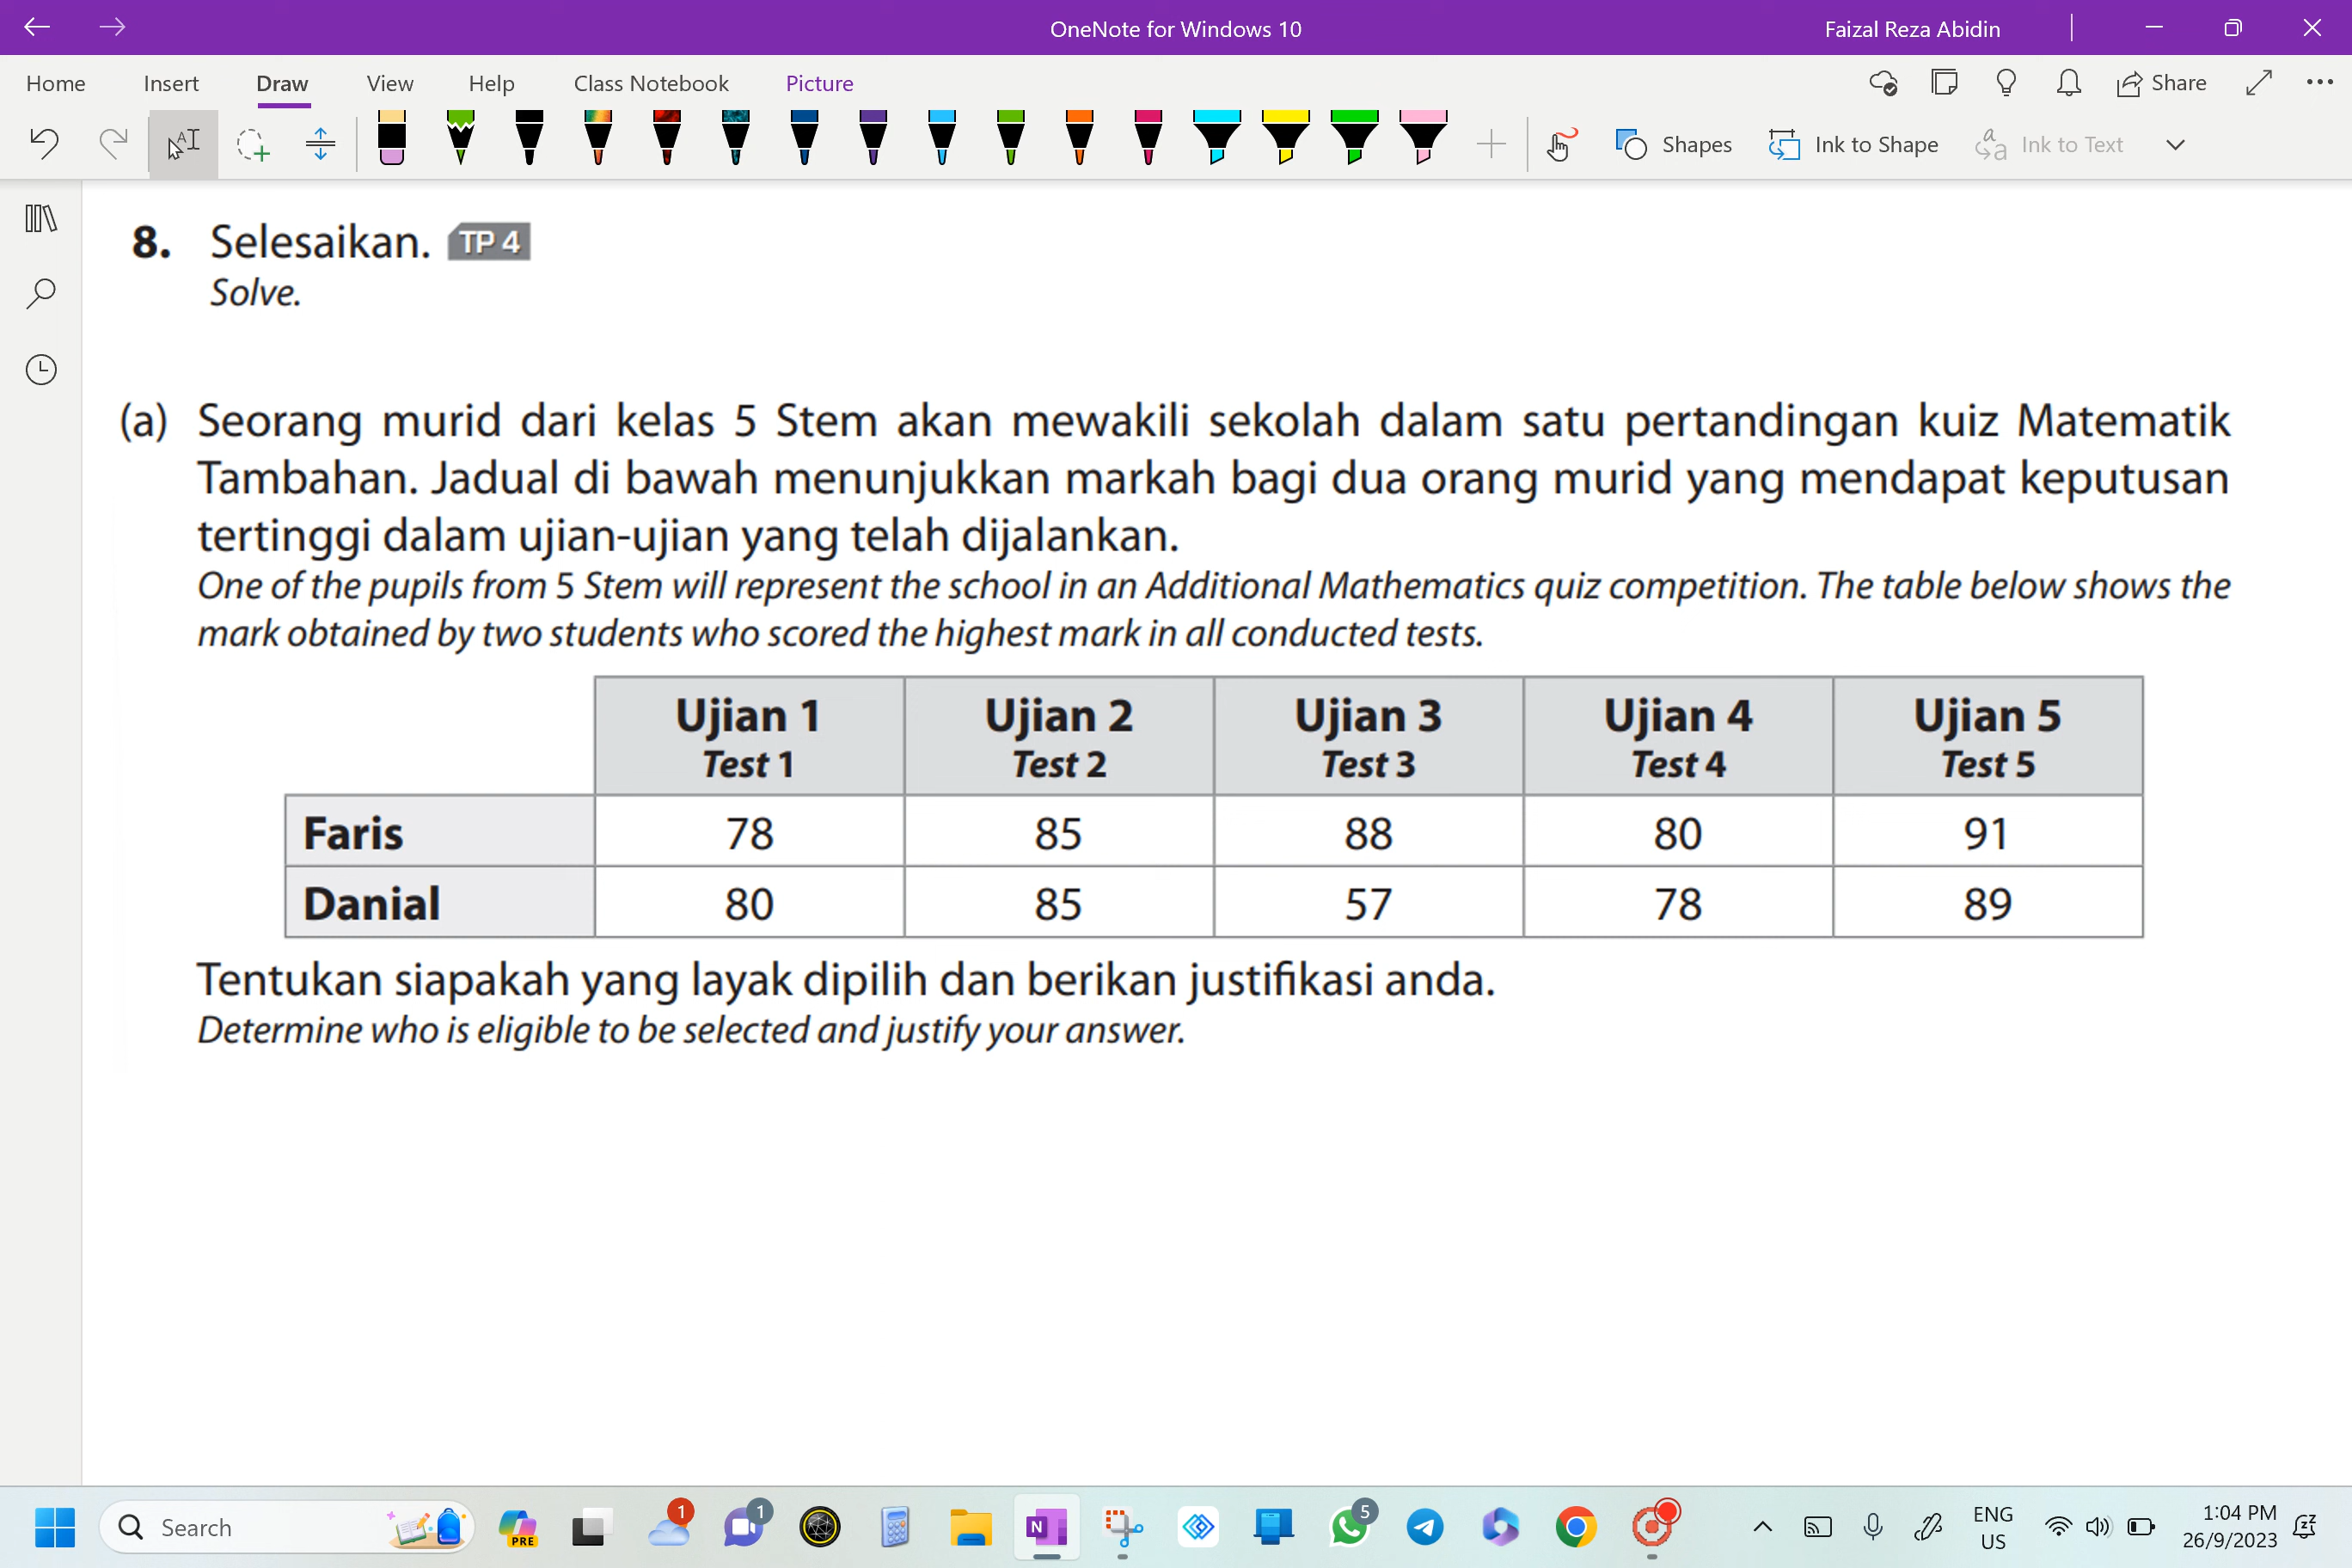 OneNote for Windows 10
Faizal Reza Abidin
Home Insert Draw View Help Class Notebook Picture
Share
Shapes Ink to Shape Ink to Text
8. Selesaikan. TP 4
Solve.
(a) Seorang murid dari kelas 5 Stem akan mewakili sekolah dalam satu pertandingan kuiz Matematik
Tambahan. Jadual di bawah menunjukkan markah bagi dua orang murid yang mendapat keputusan
tertinggi dalam ujian-ujian yang telah dijalankan.
One of the pupils from 5 Stem will represent the school in an Additional Mathematics quiz competition. The table below shows the
mark obtained by two students who scored the highest mark in all conducted tests.
Ujian 1 Ujian 2 Ujian 3 Ujian 4 Ujian 5
Test 1 Test 2 Test 3 Test 4 Test 5
Faris 78 85 88 80 91
Danial 80 85 57 78 89
Tentukan siapakah yang layak dipilih dan berikan justifikasi anda.
Determine who is eligible to be selected and justify your answer.
Search
PRE
1
1
N
5
ENG
US
1:04 PM
26/9/2023